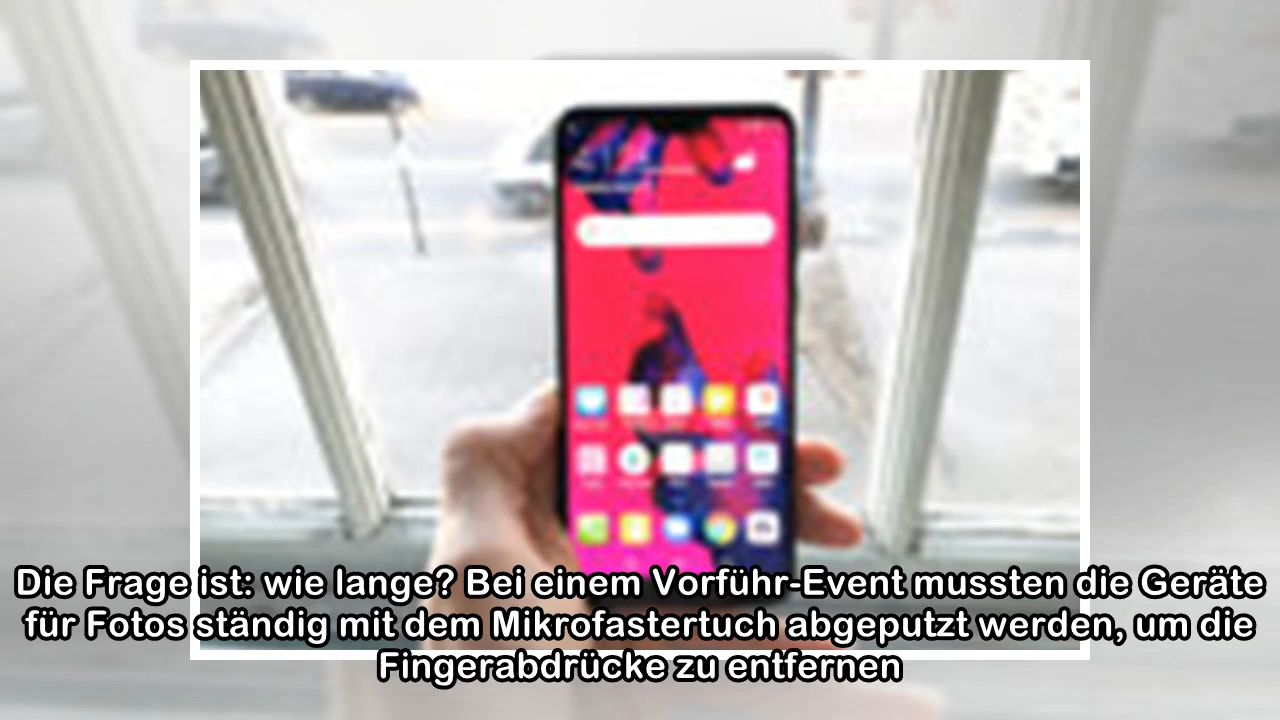 Die Frage ist: wie lange? Bei einem Vorführ-Event mussten die Geräte
für Fotos ständig mit dem Mikrofastertuch abgeputzt werden, um die
Fingerabdrücke zu entfernen